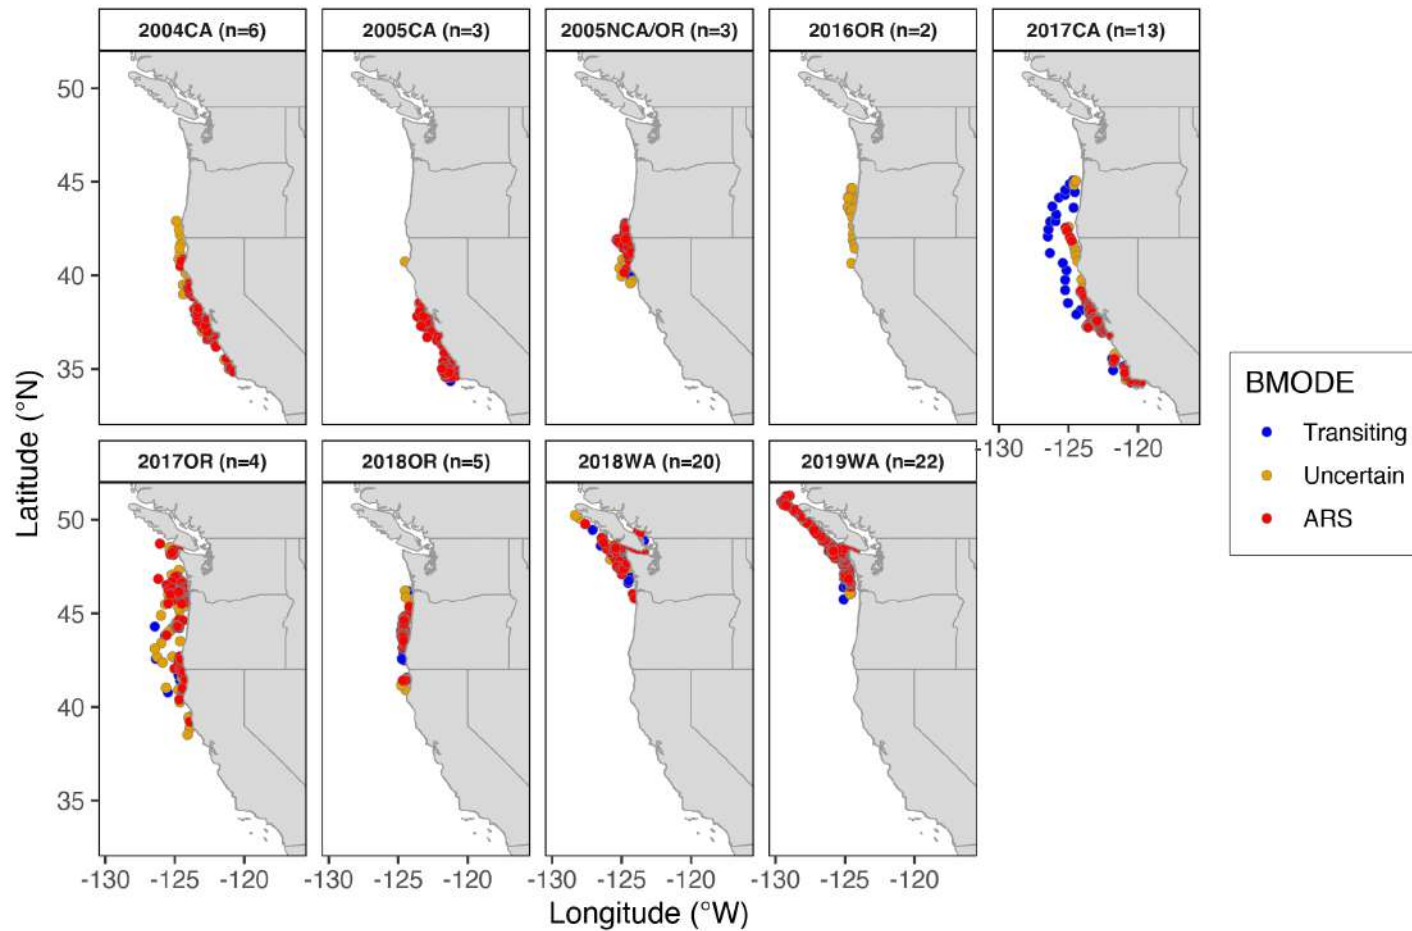 2004CA (n=6) 2005CA (n=3) 2005NCA/OR (n=3) 2016OR (n=2) 2017CA (n=13)
50
45
40
35
-130 -125 -120
BMODE
Transiting
Uncertain
ARS
Latitude (°N)
2017OR (n=4) 2018OR (n=5) 2018WA (n=20) 2019WA (n=22)
50
45
40
35
-130 -125 -120 -130 -125 -120 -130 -125 -120 -130 -125 -120
Longitude (°W)